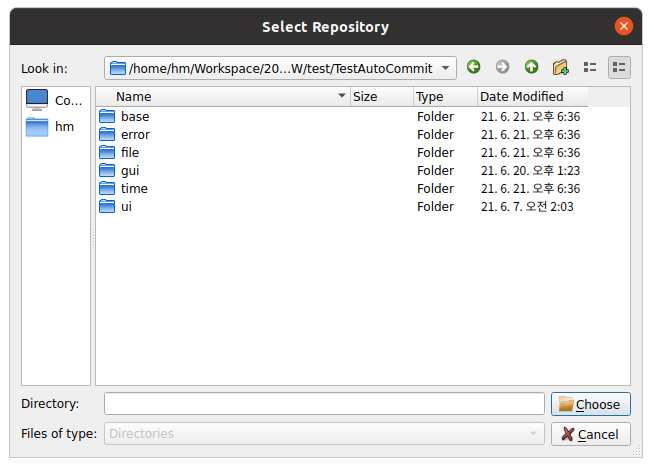 Select Repository
Look in: /home/hm/Workspace/20...W/test/TestAutoCommit
Co...
hm
Name Size Type Date Modified
base Folder 21. 6. 21. 오후 6:36
error Folder 21. 6. 21. 오후 6:36
file Folder 21. 6. 21. 오후 6:36
gui Folder 21. 6. 20. 오후 1:23
time Folder 21. 6. 21. 오후 6:36
ui Folder 21. 6. 7. 오전 2:03
Directory: Choose
Files of type: Directories Cancel